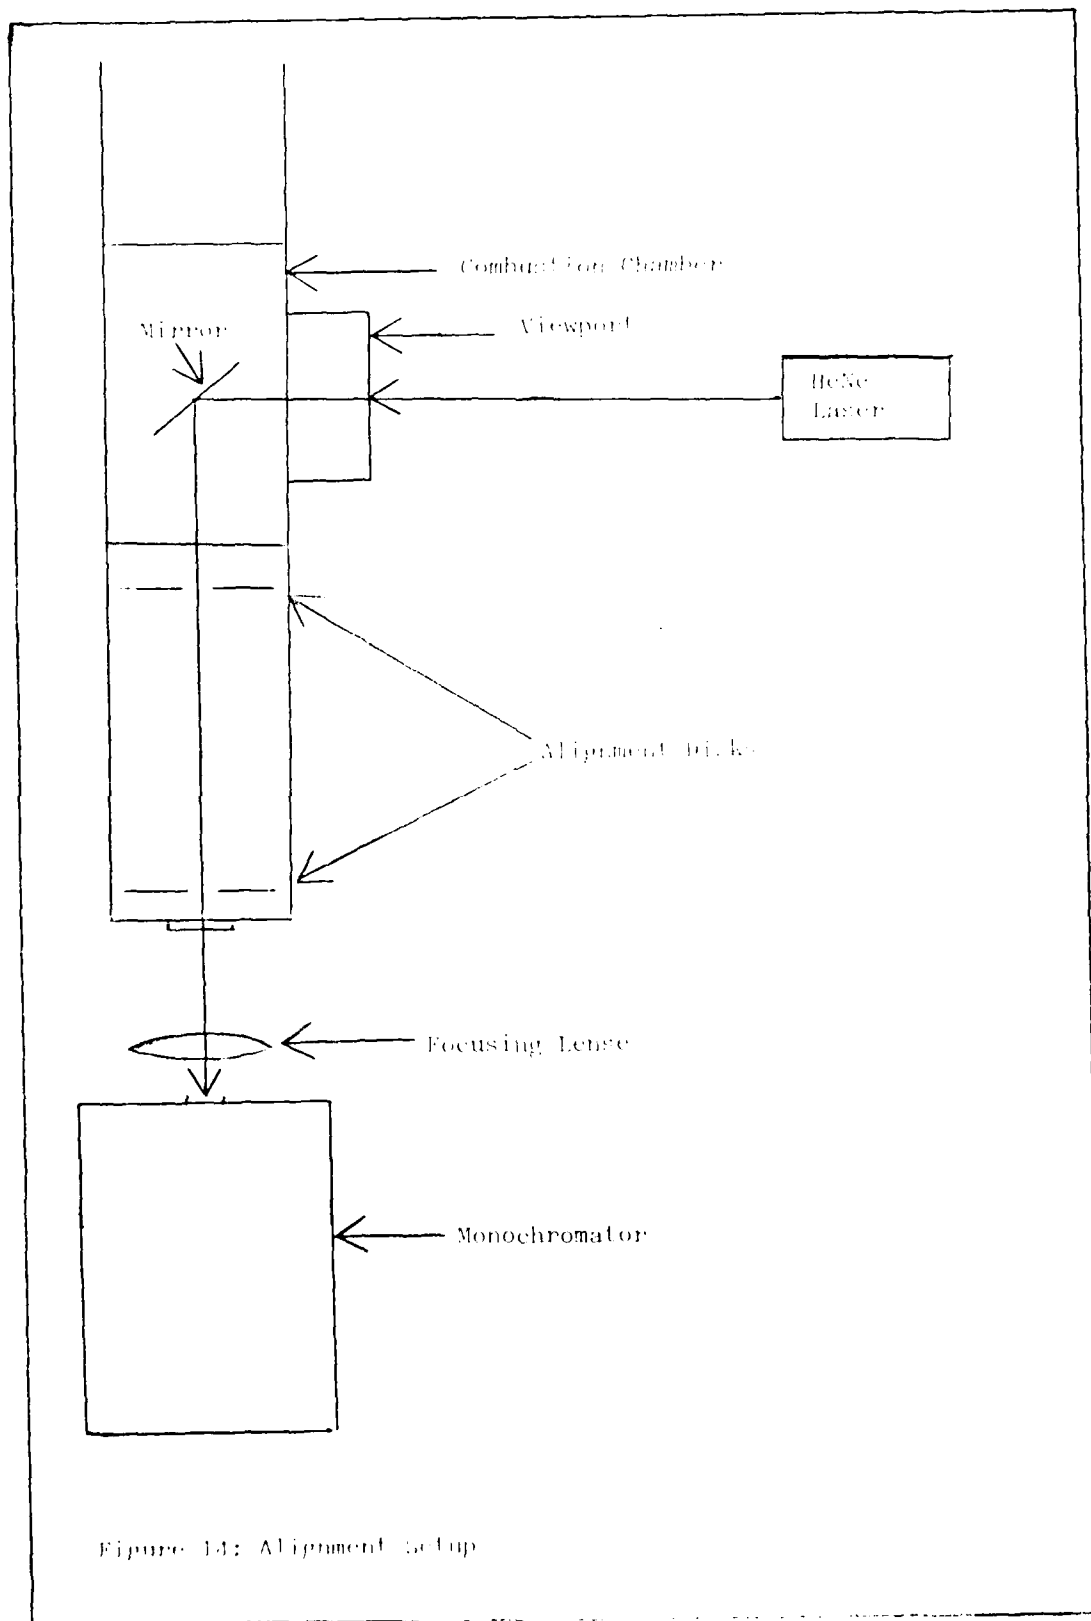 Combustion Chamber
Viewport
Mirror
HeNe
Laser
Alignment Disks
Focusing Lense
Monochromator
Figure 14: Alignment Setup